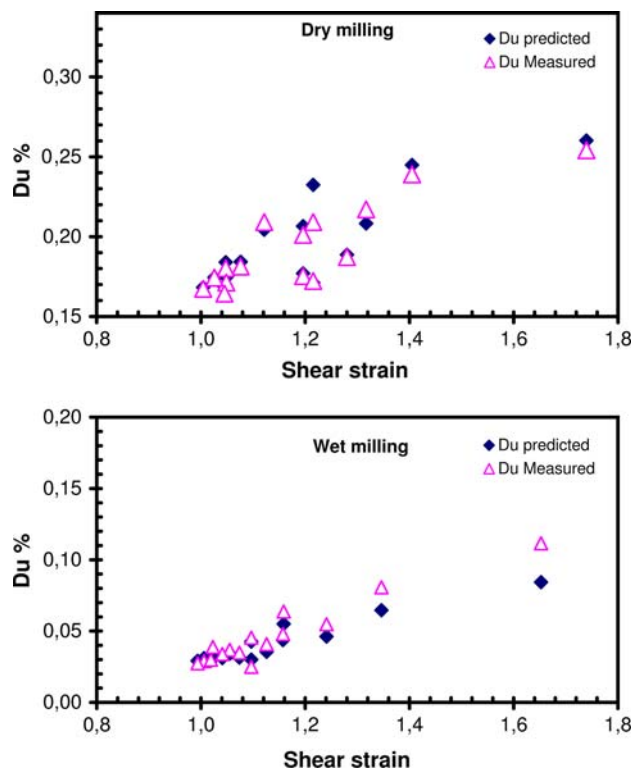 Dry milling
Du predicted
Du Measured
0,30
0,25
0,20
0,15
Du %
0,8 1,0 1,2 1,4 1,6 1,8
Shear strain
0,20
Wet milling
Du predicted
Du Measured
0,15
0,10
0,05
0,00
Du %
0,8 1,0 1,2 1,4 1,6 1,8
Shear strain